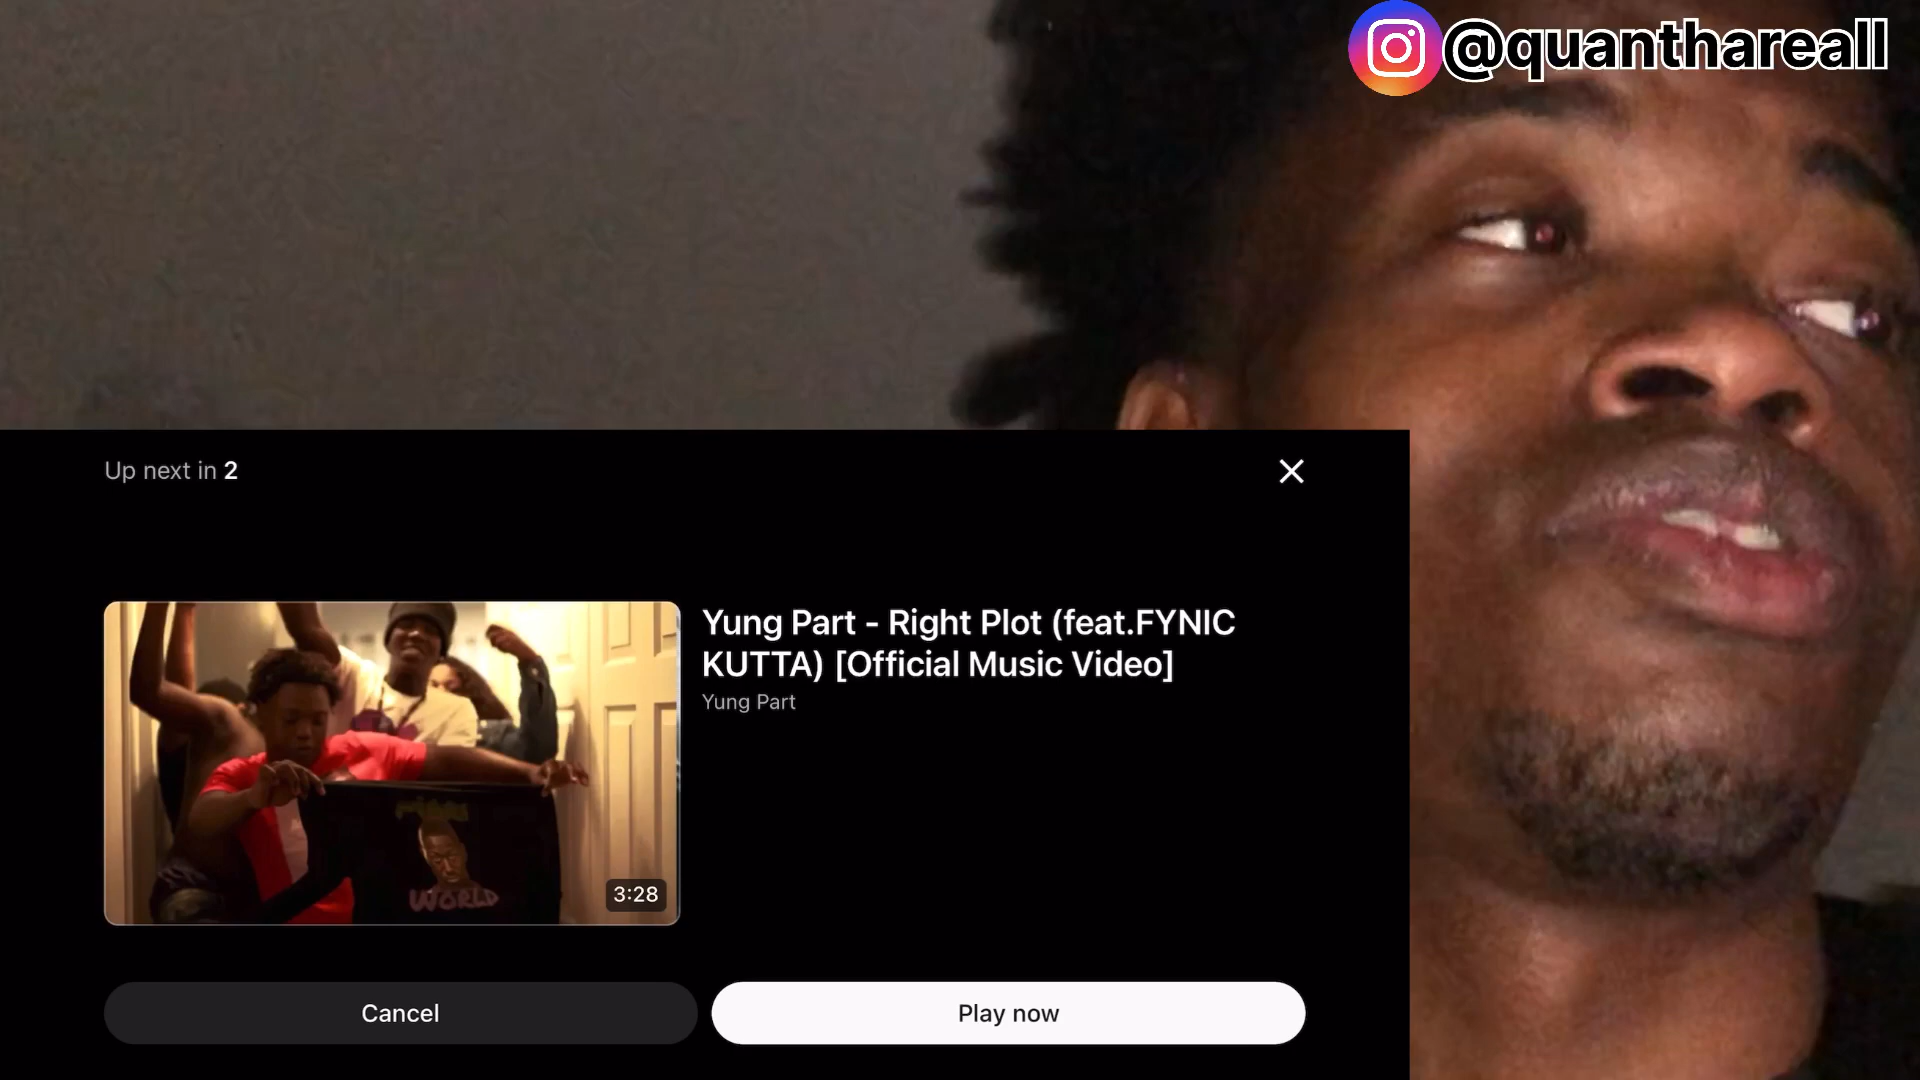 @quanthareall
Up next in 2
Yung Part - Right Plot (feat.FYNIC
KUTTA) [Official Music Video]
Yung Part
WORLD
3:28
Cancel
Play now